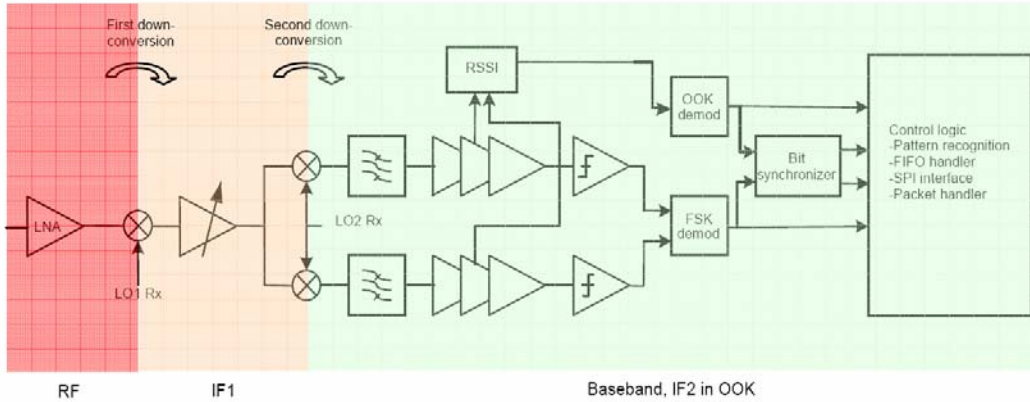 First down-
conversion
Second down-
conversion
RSSI
OOK
demod
Control logic
-Pattern recognition
-FIFO handler
-SPI interface
-Packet handler
Bit
synchronizer
LNA
LO2 Rx
FSK
demod
LO1 Rx
RF
IF1
Baseband, IF2 in OOK